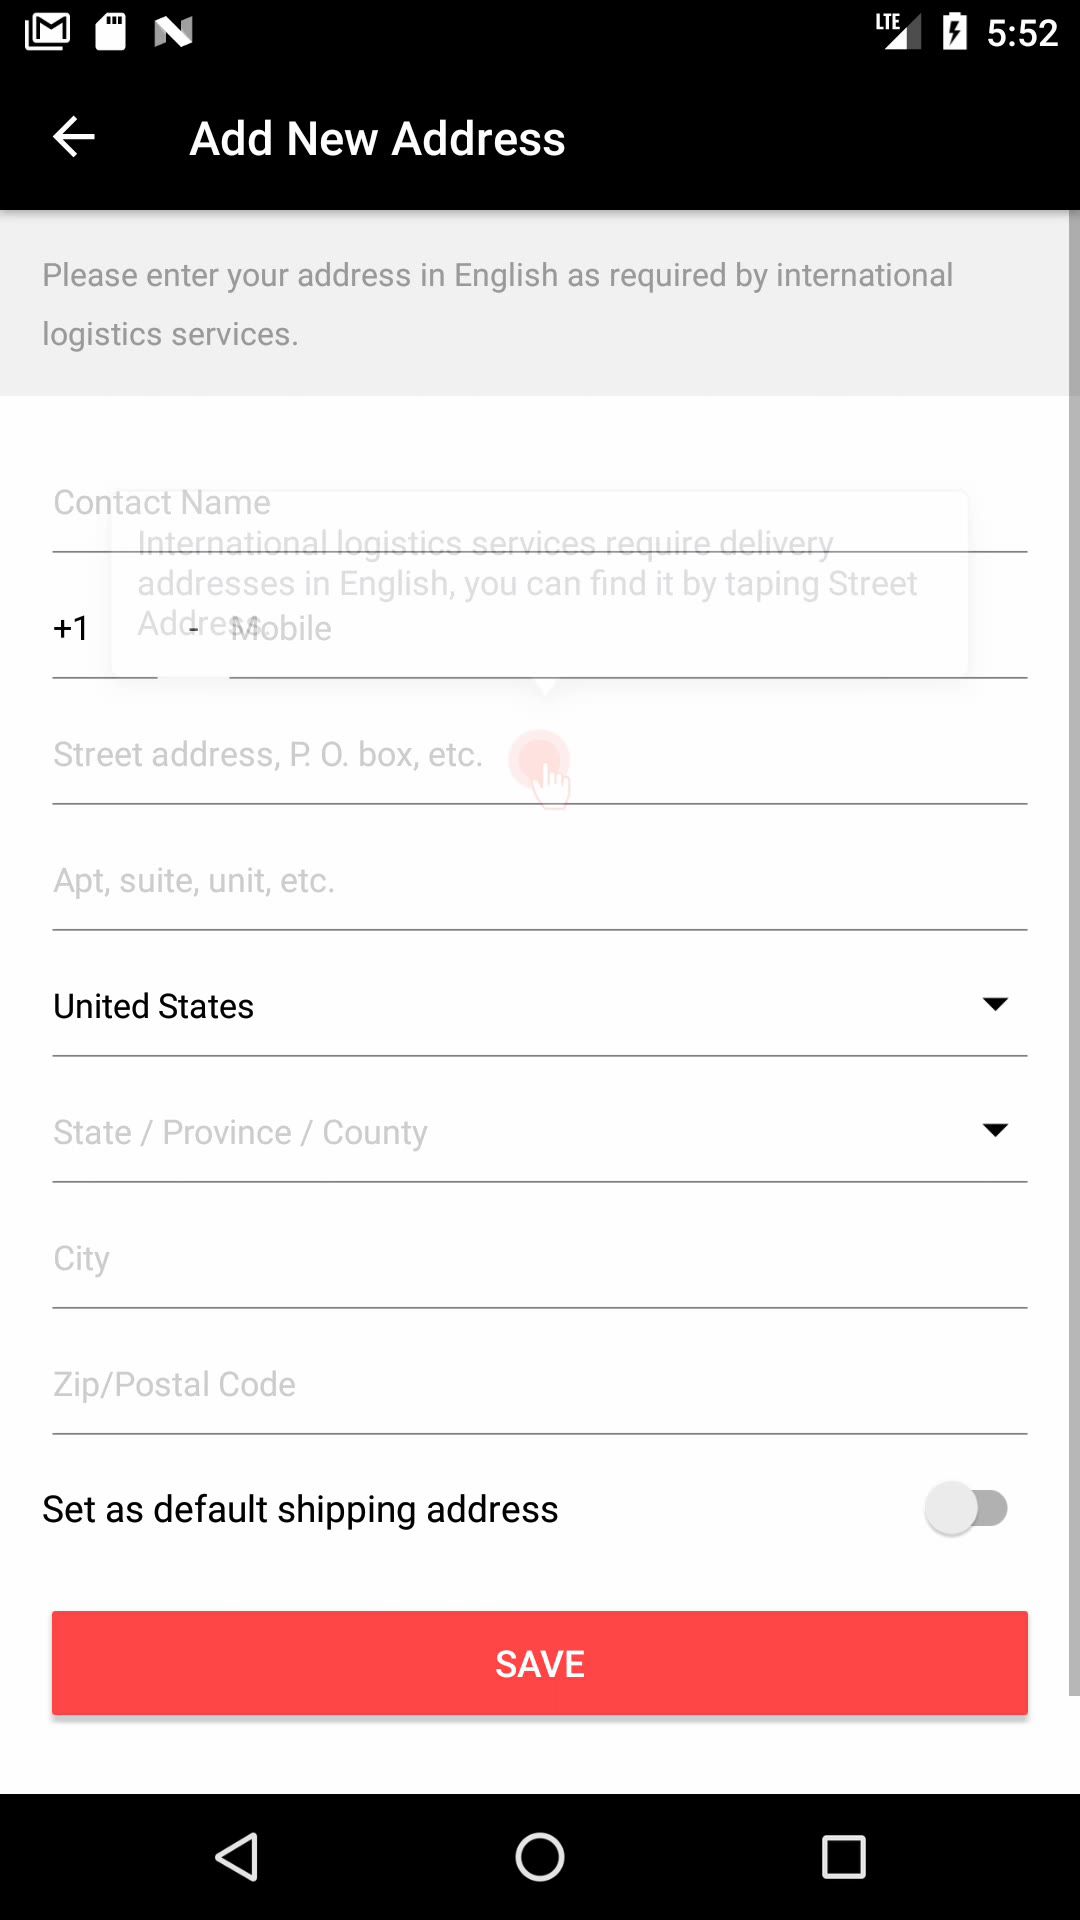 LTE 5:52
Add New Address
Please enter your address in English as required by international
logistics services.
Contact Name
International logistics services require delivery
addresses in English, you can find it by taping Street
Address.
+1 - Mobile
Street address, P. O. box, etc.
Apt, suite, unit, etc.
United States
State / Province / County
City
Zip/Postal Code
Set as default shipping address
SAVE